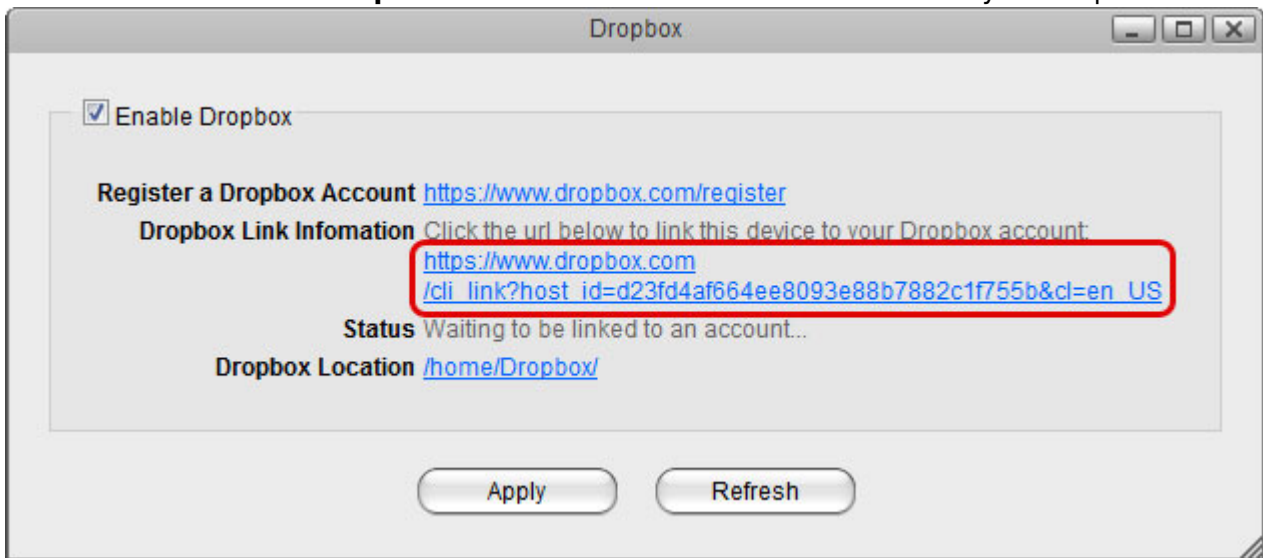 Dropbox
Enable Dropbox
Register a Dropbox Account https://www.dropbox.com/register
Dropbox Link Infomation Click the url below to link this device to your Dropbox account:
https://www.dropbox.com
/cli_link?host_id=d23fd4af664ee8093e88b7882c1f755b&cl=en_US
Status Waiting to be linked to an account...
Dropbox Location /home/Dropbox/
Apply Refresh